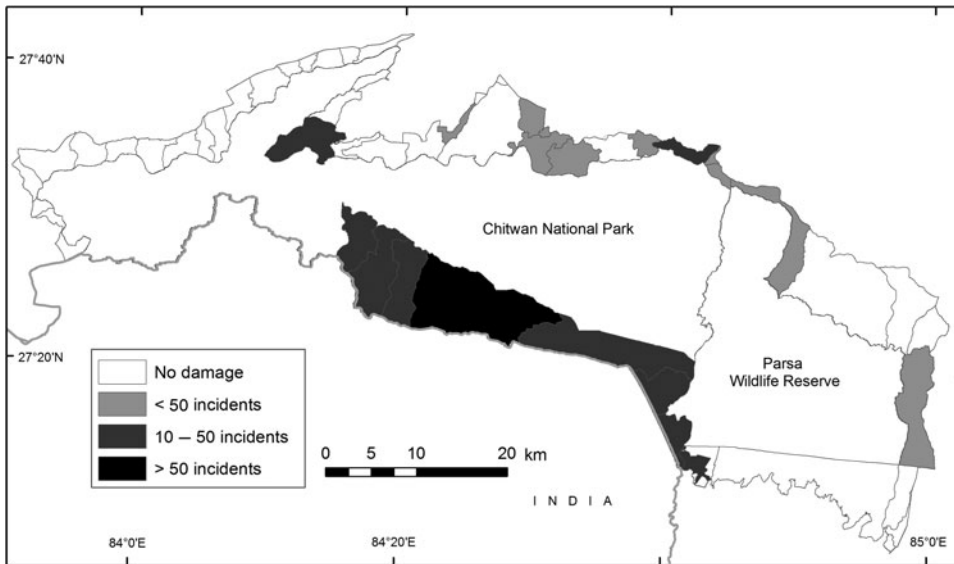 27°40'N
Chitwan National Park
27°20'N
Parsa
Wildlife Reserve
No damage
< 50 incidents
10 – 50 incidents
> 50 incidents
0 5 10 20 km
INDIA
84°0'E
84°20'E
85°0'E